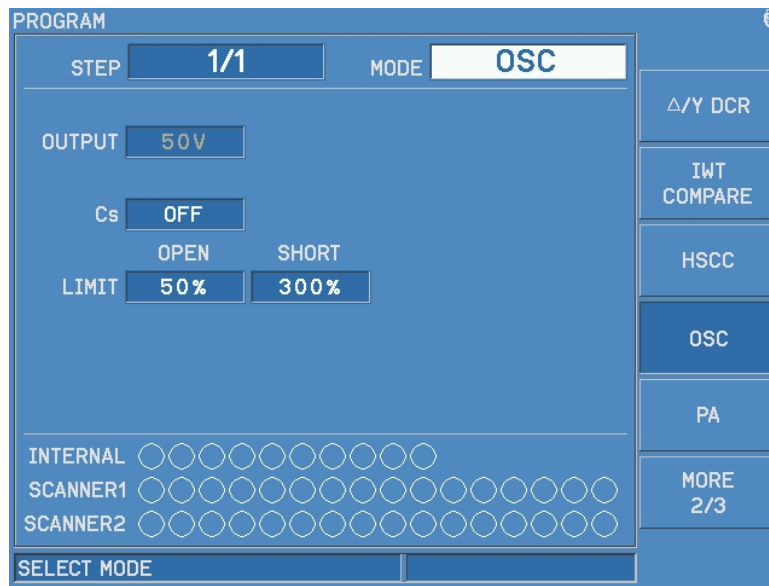 PROGRAM
STEP 1/1 MODE OSC
OUTPUT 50V
Cs OFF
OPEN SHORT
LIMIT 50% 300%
INTERNAL
SCANNER1
SCANNER2
SELECT MODE
△/Y DCR
IWT
COMPARE
HSCC
OSC
PA
MORE
2/3